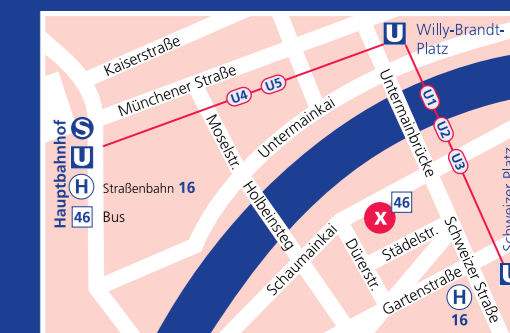 U
Willy-Brandt-
Platz
Kaiserstraße
Münchener Straße
U4
U5
U1
U2
U3
Untermainkai
Untermainbrücke
Moselstr.
Hauptbahnhof
S
U
H Straßenbahn 16
46 Bus
Holbeinsteg
Schaumainkai
X
46
Dürerstr.
Städelstr.
Gartenstraße
Schweizer Straße
Schweizer Platz
U
H
16